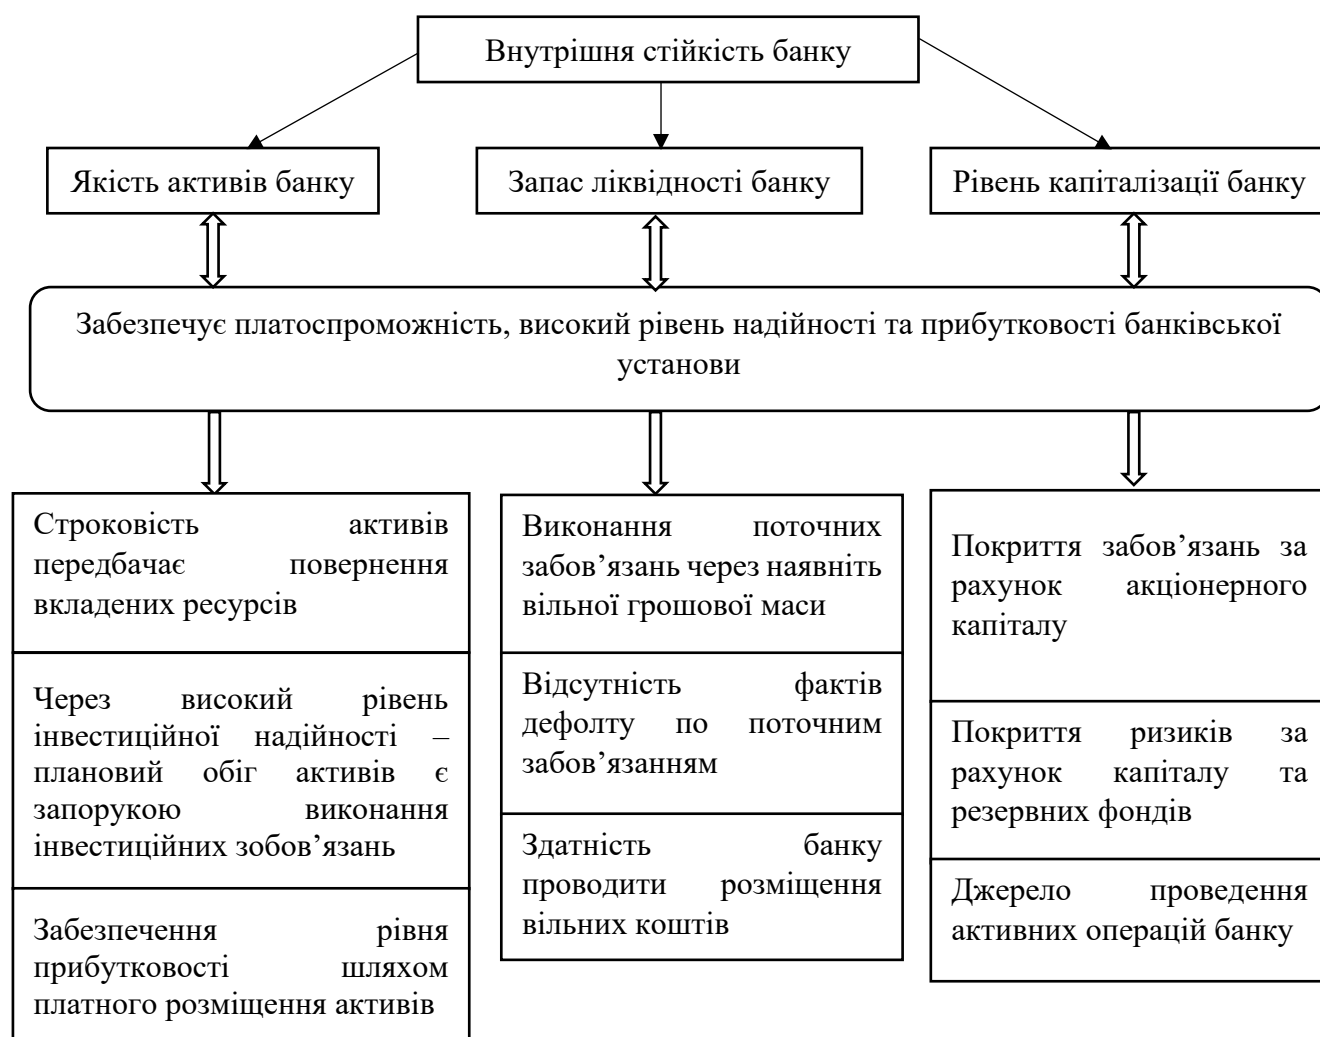 Внутрішня стійкість банку
Якість активів банку
Запас ліквідності банку
Рівень капіталізації банку
Забезпечує платоспроможність, високий рівень надійності та прибутковості банківської
установи
Строковість активів
передбачає повернення
вкладених ресурсів
Через високий рівень
інвестиційної надійності –
плановий обіг активів є
запорукою виконання
інвестиційних зобов’язань
Забезпечення рівня
прибутковості шляхом
платного розміщення активів
Виконання поточних
забов’язань через наявніть
вільної грошової маси
Відсутність фактів
дефолту по поточним
забов’язанням
Здатність банку
проводити розміщення
вільних коштів
Покриття забов’язань за
рахунок акціонерного
капіталу
Покриття ризиків за
рахунок капіталу та
резервних фондів
Джерело проведення
активних операцій банку